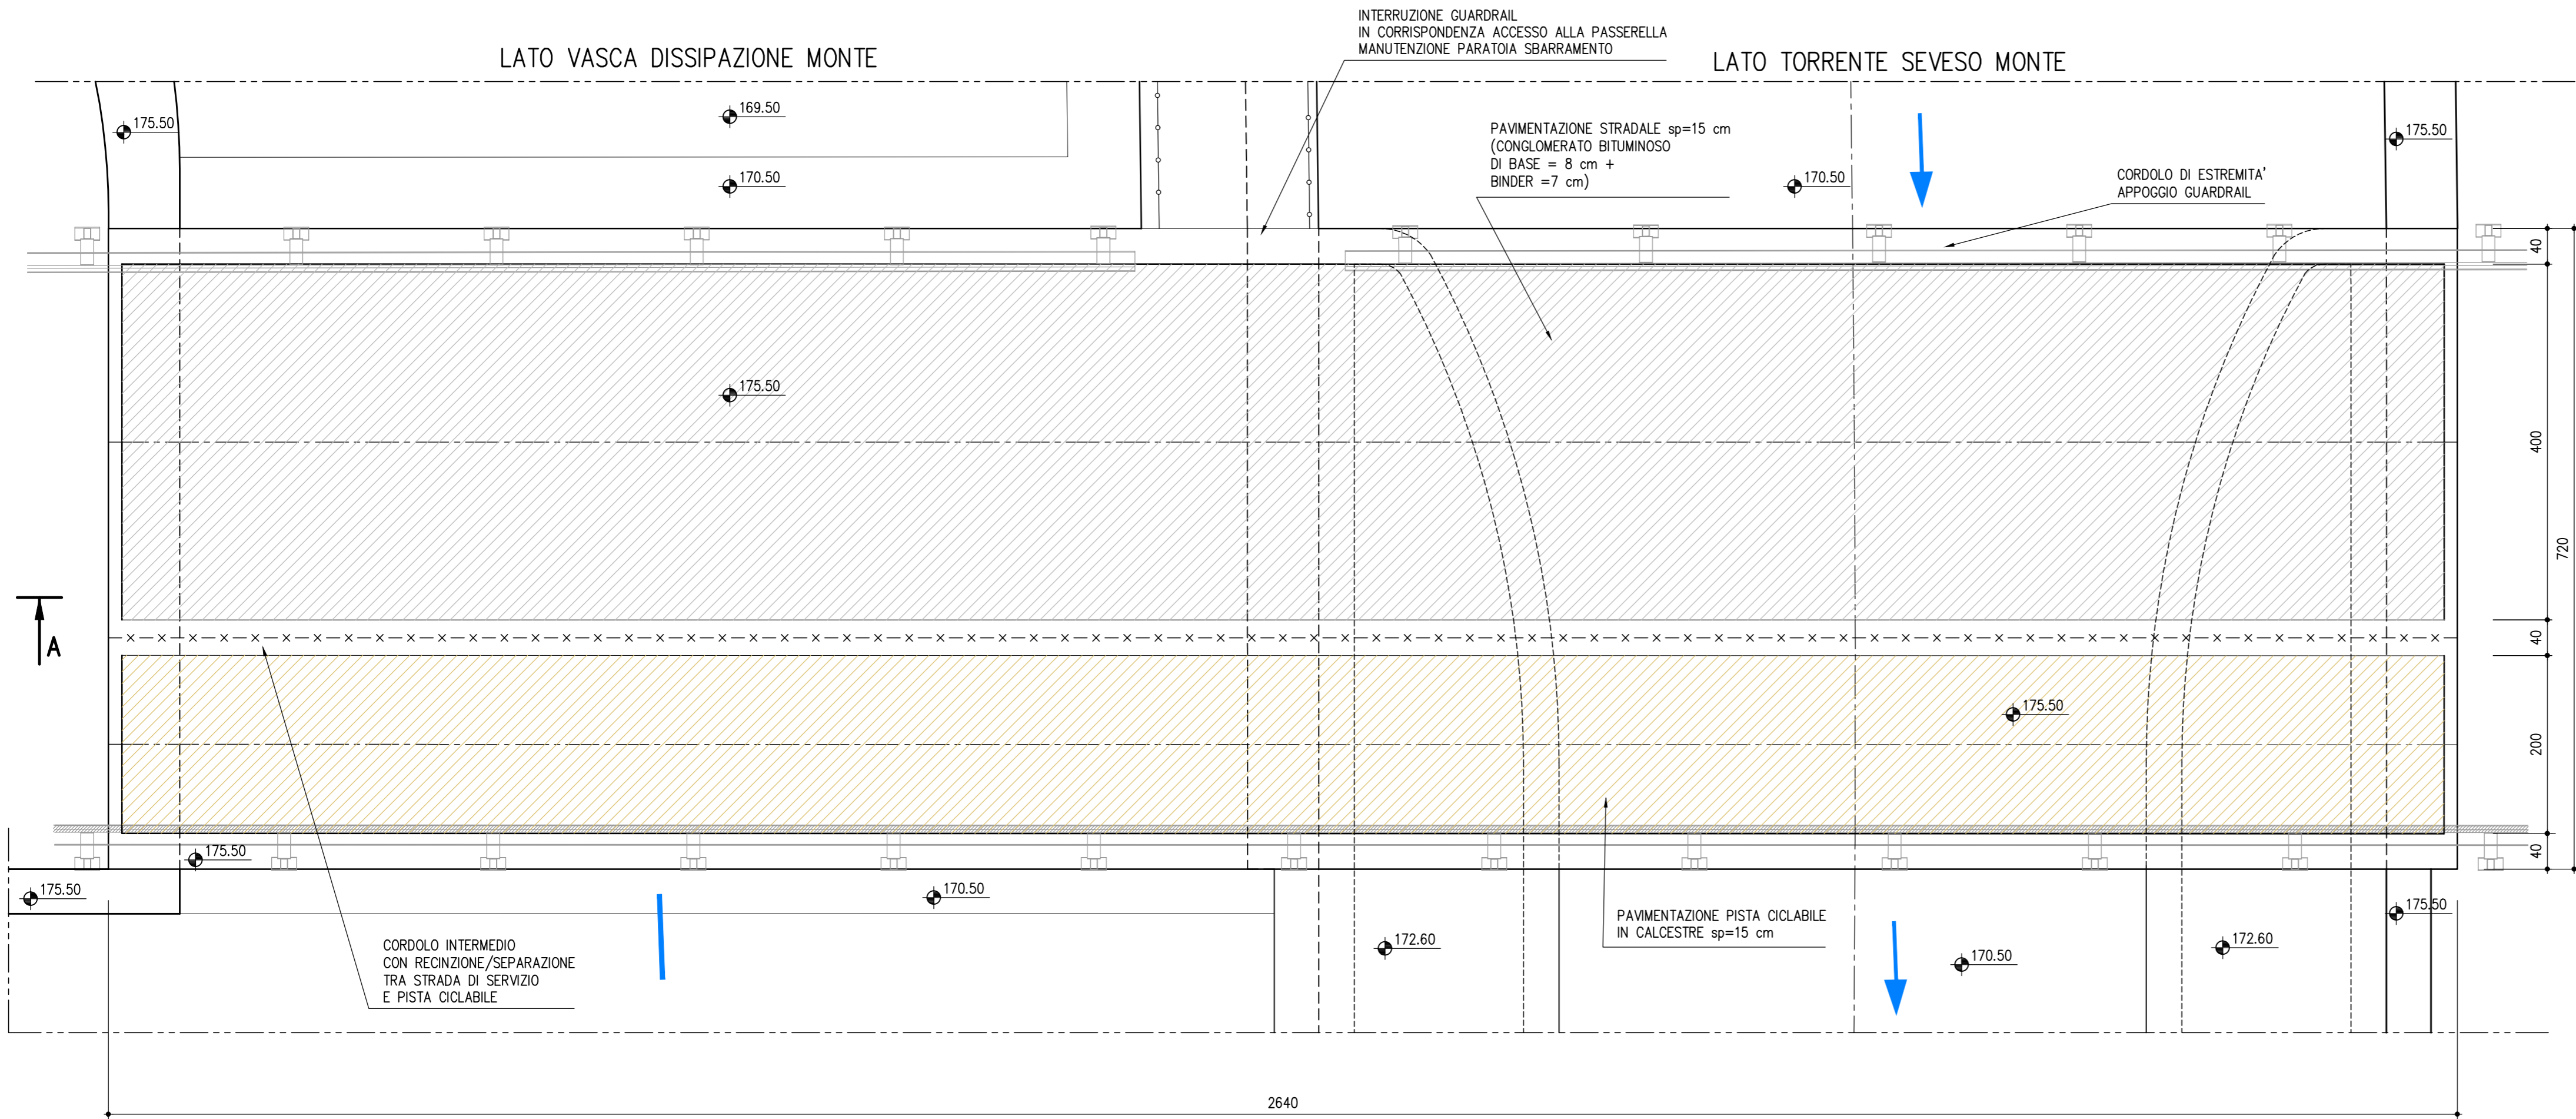 INTERRUZIONE GUARDRAIL
IN CORRISPONDENZA ACCESSO ALLA PASSERELLA
MANUTENZIONE PARATOIA SBARRAMENTO
LATO VASCA DISSIPAZIONE MONTE
LATO TORRENTE SEVESO MONTE
175.50
169.50
170.50
PAVIMENTAZIONE STRADALE sp=15 cm
(CONGLOMERATO BITUMINOSO
DI BASE = 8 cm +
BINDER =7 cm)
170.50
175.50
CORDOLO DI ESTREMITA'
APPOGGIO GUARDRAIL
40
175.50
400
720
A
40
175.50
200
40
175.50
175.50
170.50
CORDOLO INTERMEDIO
CON RECINZIONE/SEPARAZIONE
TRA STRADA DI SERVIZIO
E PISTA CICLABILE
172.60
PAVIMENTAZIONE PISTA CICLABILE
IN CALCESTRE sp=15 cm
170.50
172.60
175.50
2640